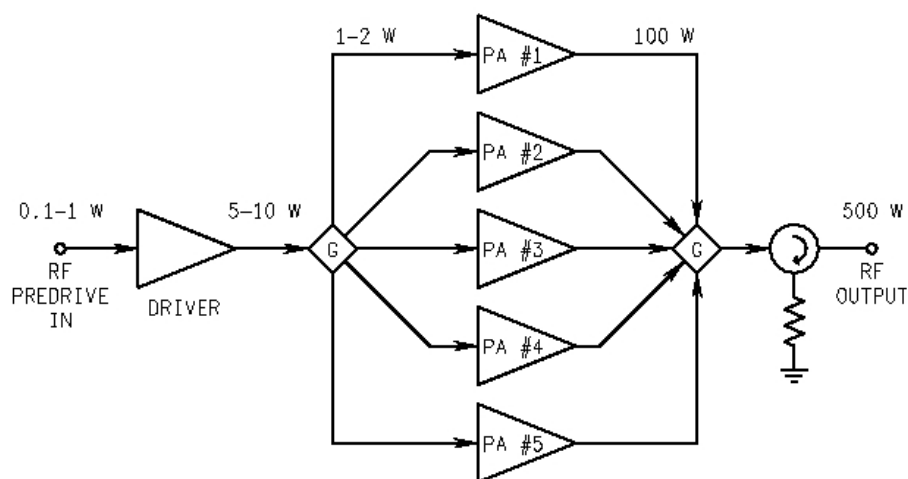 1-2 W
100 W
PA #1
PA #2
0.1-1 W
5-10 W
500 W
G
PA #3
G
RF
PREDRIVE
IN
DRIVER
RF
OUTPUT
PA #4
PA #5